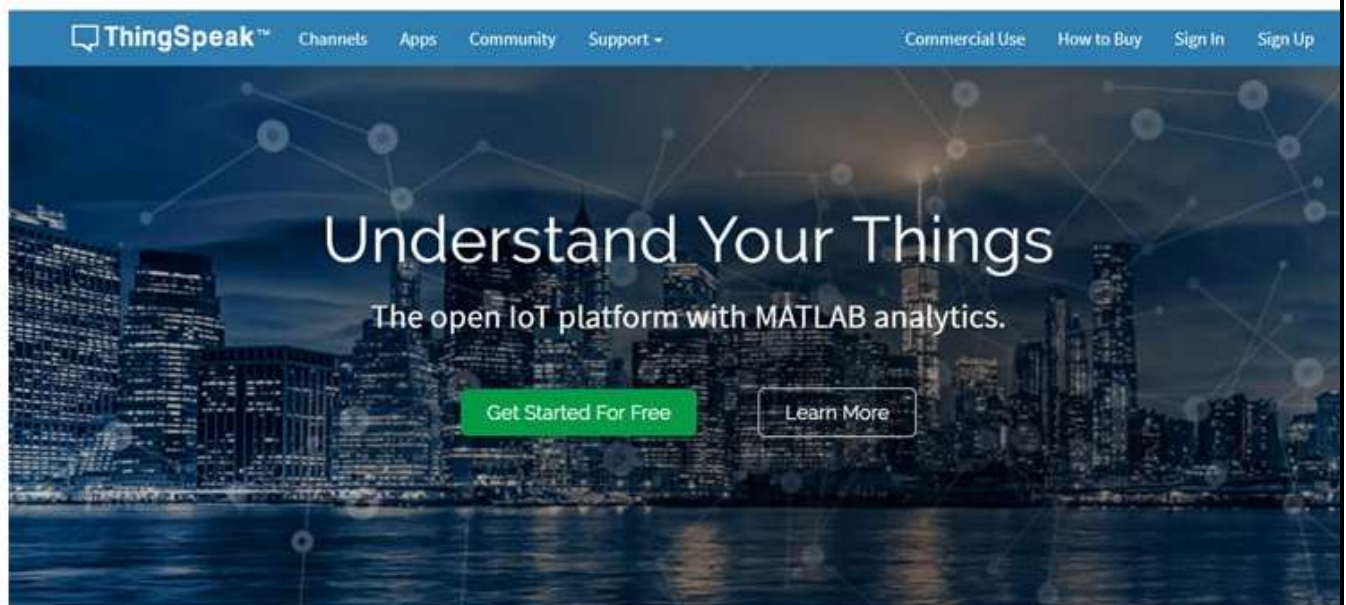 ThingSpeak™ Channels Apps Community Support Commercial Use How to Buy Sign In Sign Up
Understand Your Things
The open IoT platform with MATLAB analytics.
Get Started For Free Learn More